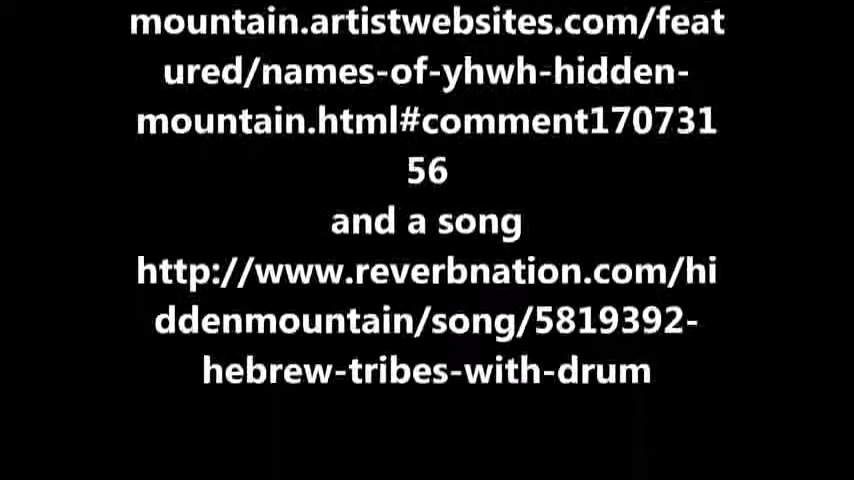 mountain.artistwebsites.com/feat
ured/names-of-yhwh-hidden-
mountain.html#comment170731
56
and a song
http://www.reverbnation.com/hi
ddenmountain/song/5819392-
hebrew-tribes-with-drum